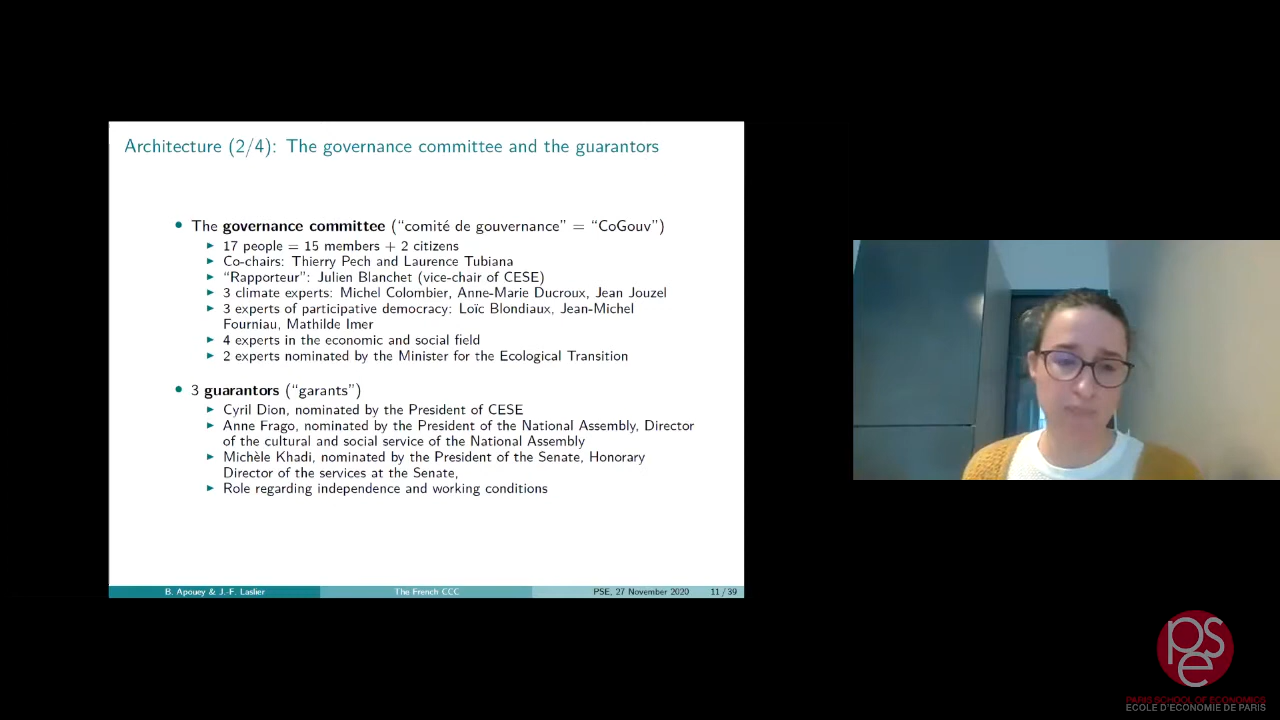 Architecture (2/4): The governance committee and the guarantors
• The governance committee (“comité de gouvernance” = “CoGouv”)
▶ 17 people = 15 members + 2 citizens
▶ Co-chairs: Thierry Pech and Laurence Tubiana
▶ “Rapporteur”: Julien Blanchet (vice-chair of CESE)
▶ 3 climate experts: Michel Colombier, Anne-Marie Ducroux, Jean Jouzel
▶ 3 experts of participative democracy: Loïc Blondiaux, Jean-Michel
Fourniau, Mathilde Imer
▶ 4 experts in the economic and social field
▶ 2 experts nominated by the Minister for the Ecological Transition
• 3 guarantors (“garants”)
▶ Cyril Dion, nominated by the President of CESE
▶ Anne Frago, nominated by the President of the National Assembly, Director
of the cultural and social service of the National Assembly
▶ Michèle Khadi, nominated by the President of the Senate, Honorary
Director of the services at the Senate,
▶ Role regarding independence and working conditions
B. Apouey & J.-F. Laslier The French CCC PSE, 27 November 2020 11 / 39
pse
PARIS SCHOOL OF ECONOMICS
ECOLE D'ECONOMIE DE PARIS